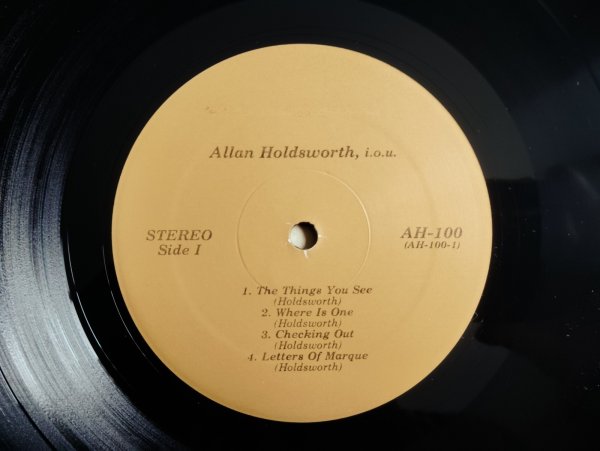 Allan Holdsworth, i.o.u.
STEREO
Side I
AH-100
(AH-100-1)
1. The Things You See
(Holdsworth)
2. Where Is One
(Holdsworth)
3. Checking Out
(Holdsworth)
4. Letters Of Marque
(Holdsworth)